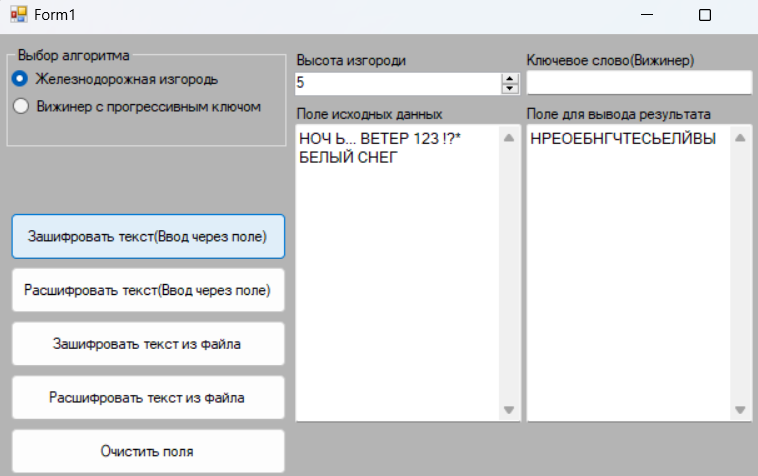 Form1
Выбор алгоритма
Железнодорожная изгородь
Вижинер с прогрессивным ключом
Высота изгороди
5
Ключевое слово(Вижинер)
Поле исходных данных
НОЧ Ь... ВЕТЕР 123 !?*
БЕЛЫЙ СНЕГ
Поле для вывода результата
НРЕОЕБНГЧТЕСЬЕЛЙВЫ
Зашифровать текст(Ввод через поле)
Расшифровать текст(Ввод через поле)
Зашифровать текст из файла
Расшифровать текст из файла
Очистить поля